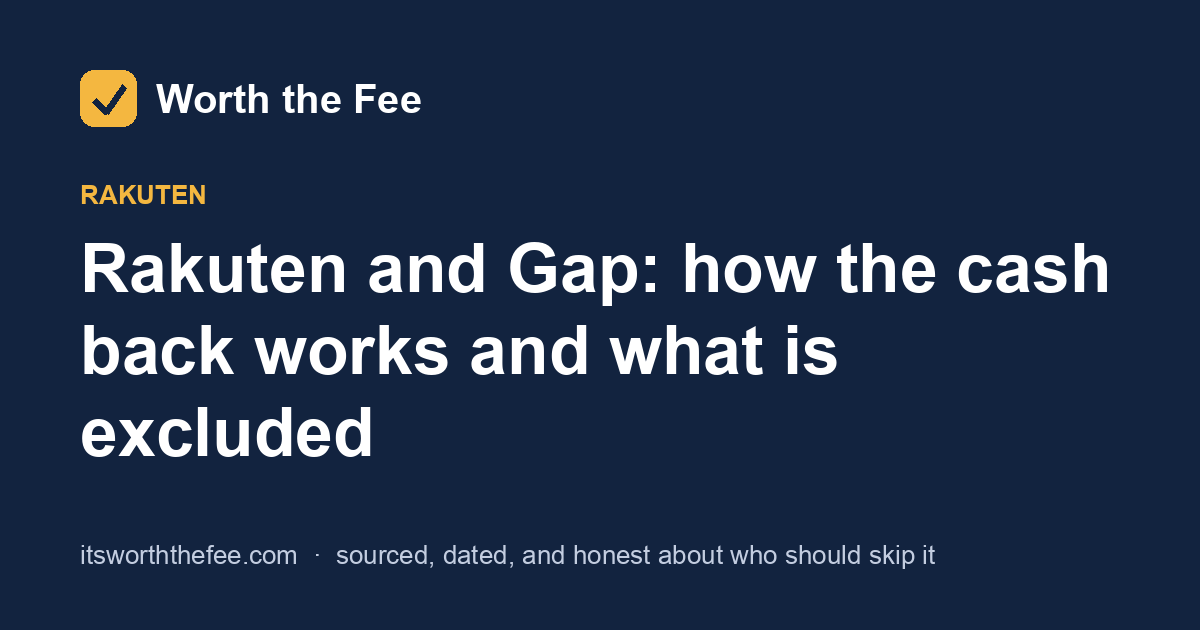 Worth the Fee
RAKUTEN
Rakuten and Gap: how the cash
back works and what is
excluded
itsworththefee.com · sourced, dated, and honest about who should skip it